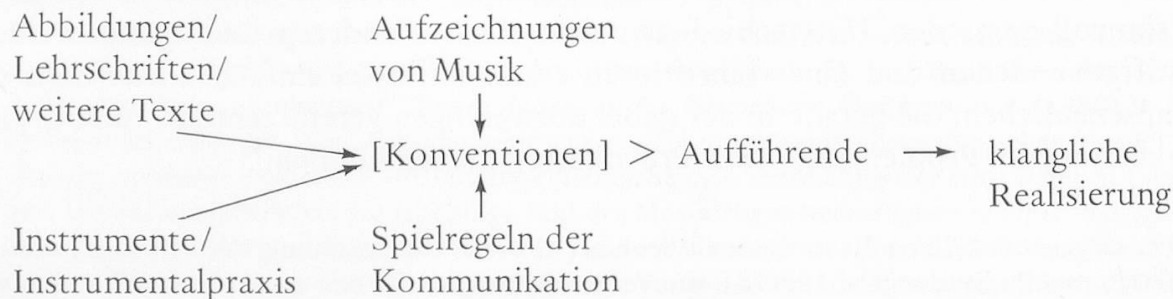 Abbildungen/
Lehrschriften/
weitere Texte
Aufzeichnungen
von Musik
[Konventionen] > Aufführende → klangliche
Realisierung
Instrumente/
Instrumentalpraxis
Spielregeln der
Kommunikation